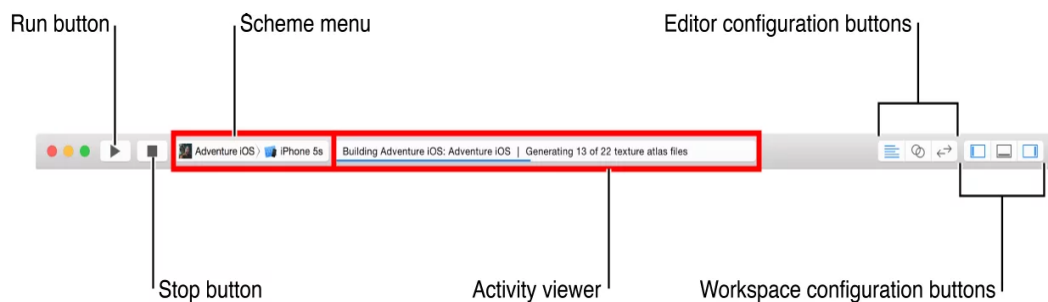 Run button
Scheme menu
Editor configuration buttons
Adventure iOS 〉 iPhone 5s
Building Adventure iOS: Adventure iOS | Generating 13 of 22 texture atlas files
Stop button
Activity viewer
Workspace configuration buttons